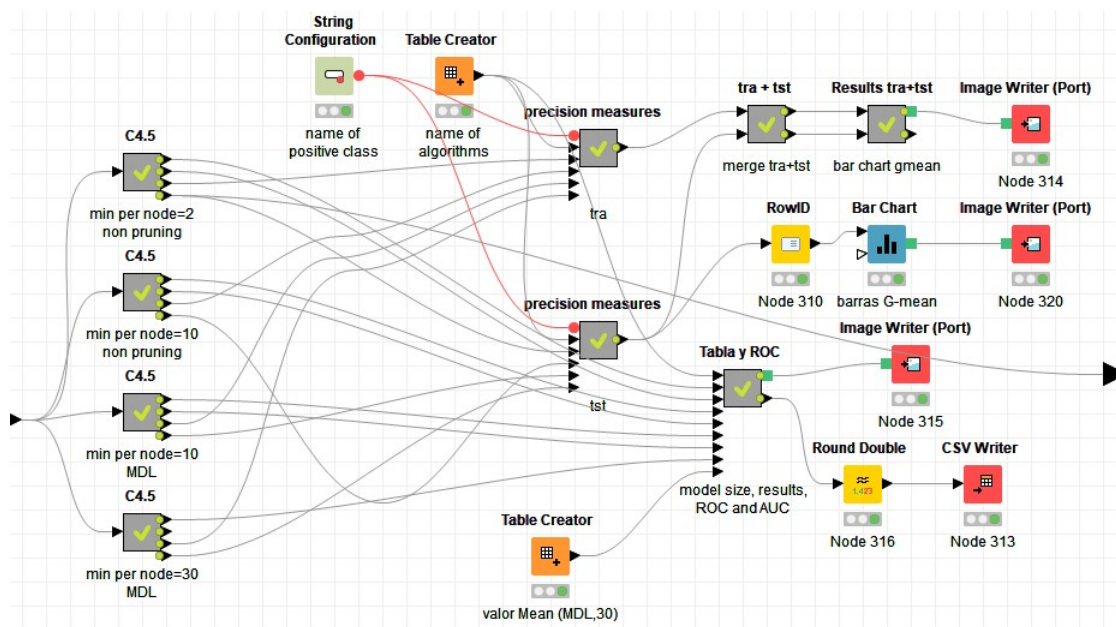 String
Configuration
name of
positive class
Table Creator
name of
algorithms
C4.5
min per node=2
non pruning
C4.5
min per node=10
non pruning
C4.5
min per node=10
MDL
C4.5
min per node=30
MDL
precision measures
tra
precision measures
tst
tra + tst
merge tra+tst
Results tra+tst
bar chart gmean
Image Writer (Port)
Node 314
RowID
Node 310
Bar Chart
barras G-mean
Image Writer (Port)
Node 320
Tabla y ROC
model size, results,
ROC and AUC
Image Writer (Port)
Node 315
Round Double
1.423
Node 316
CSV Writer
Node 313
Table Creator
valor Mean (MDL,30)